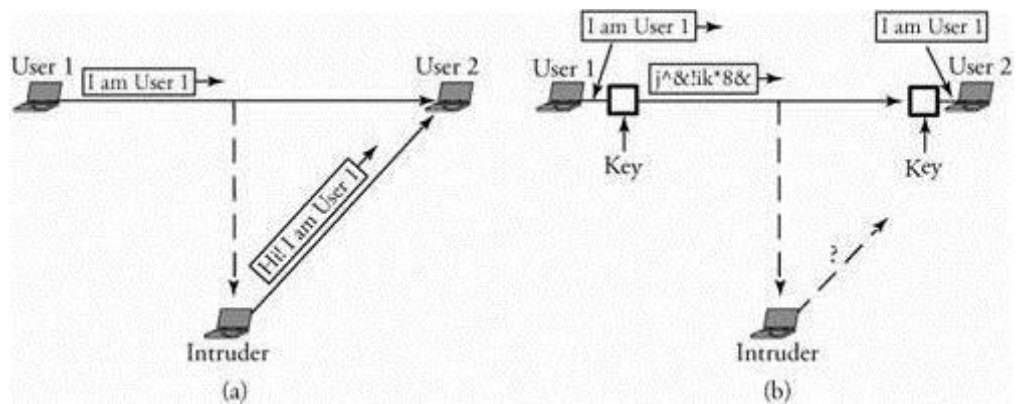 User 1
I am User 1
User 2
Hi! I am User 1
Intruder
(a)
I am User 1
I am User 1
User 1
j^&!ik*8&
User 2
Key
Key
?
Intruder
(b)